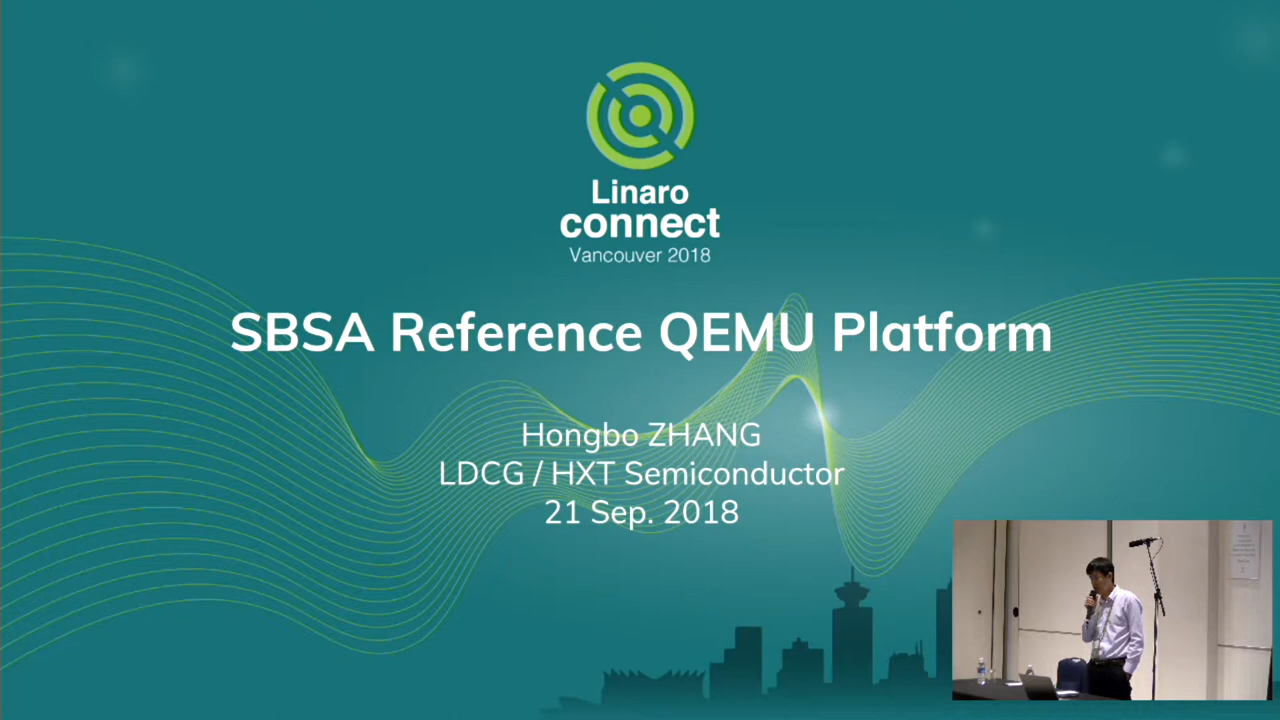 Linaro
connect
Vancouver 2018
SBSA Reference QEMU Platform
Hongbo ZHANG
LDCG / HXT Semiconductor
21 Sep. 2018